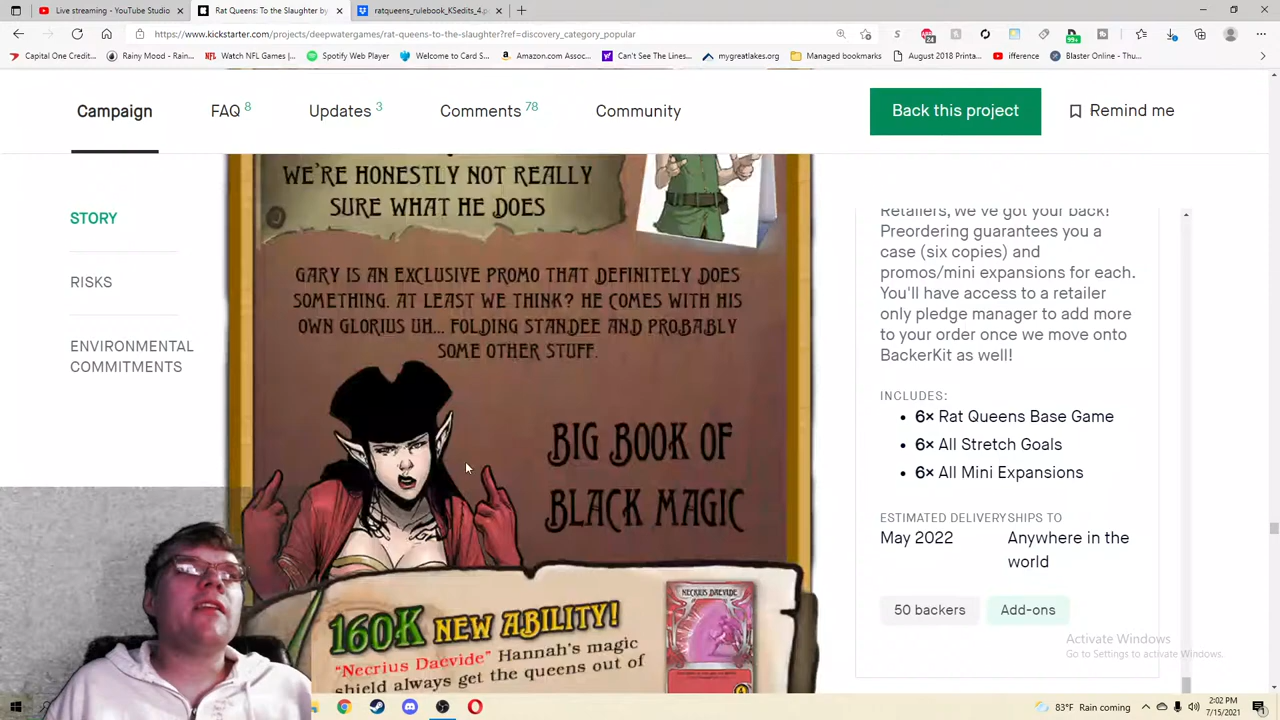 Live streaming - YouTube Studio
Rat Queens: To the Slaughter by
ratqueens_rulebook_KSedits_4.p
https://www.kickstarter.com/projects/deepwatergames/rat-queens-to-the-slaughter?ref=discovery_category_popular
Capital One Credit...
Rainy Mood - Rain...
Watch NFL Games |...
Spotify Web Player
Welcome to Card S...
Amazon.com Assoc...
Can't See The Lines...
mygreatlakes.org
Managed bookmarks
August 2018 Printa...
ifference
Blaster Online - Thu...
Campaign
FAQ 8
Updates 3
Comments 78
Community
Back this project
Remind me
STORY
RISKS
ENVIRONMENTAL
COMMITMENTS
WE'RE HONESTLY NOT REALLY
SURE WHAT HE DOES
GARY IS AN EXCLUSIVE PROMO THAT DEFINITELY DOES
SOMETHING. AT LEAST WE THINK? HE COMES WITH HIS
OWN GLORIUS UH... FOLDING STANDEE AND PROBABLY
SOME OTHER STUFF.
BIG BOOK OF
BLACK MAGIC
160K NEW ABILITY!
"Necrius Daevide" Hannah's magic
shield always get the queens out of
NECRIUS DAEVIDE
Retailers, we've got your back!
Preordering guarantees you a
case (six copies) and
promos/mini expansions for each.
You'll have access to a retailer
only pledge manager to add more
to your order once we move onto
BackerKit as well!
INCLUDES:
• 6× Rat Queens Base Game
• 6× All Stretch Goals
• 6× All Mini Expansions
ESTIMATED DELIVERY
May 2022
SHIPS TO
Anywhere in the
world
50 backers
Add-ons
Activate Windows
Go to Settings to activate Windows.
83°F Rain coming
2:02 PM
7/15/2021